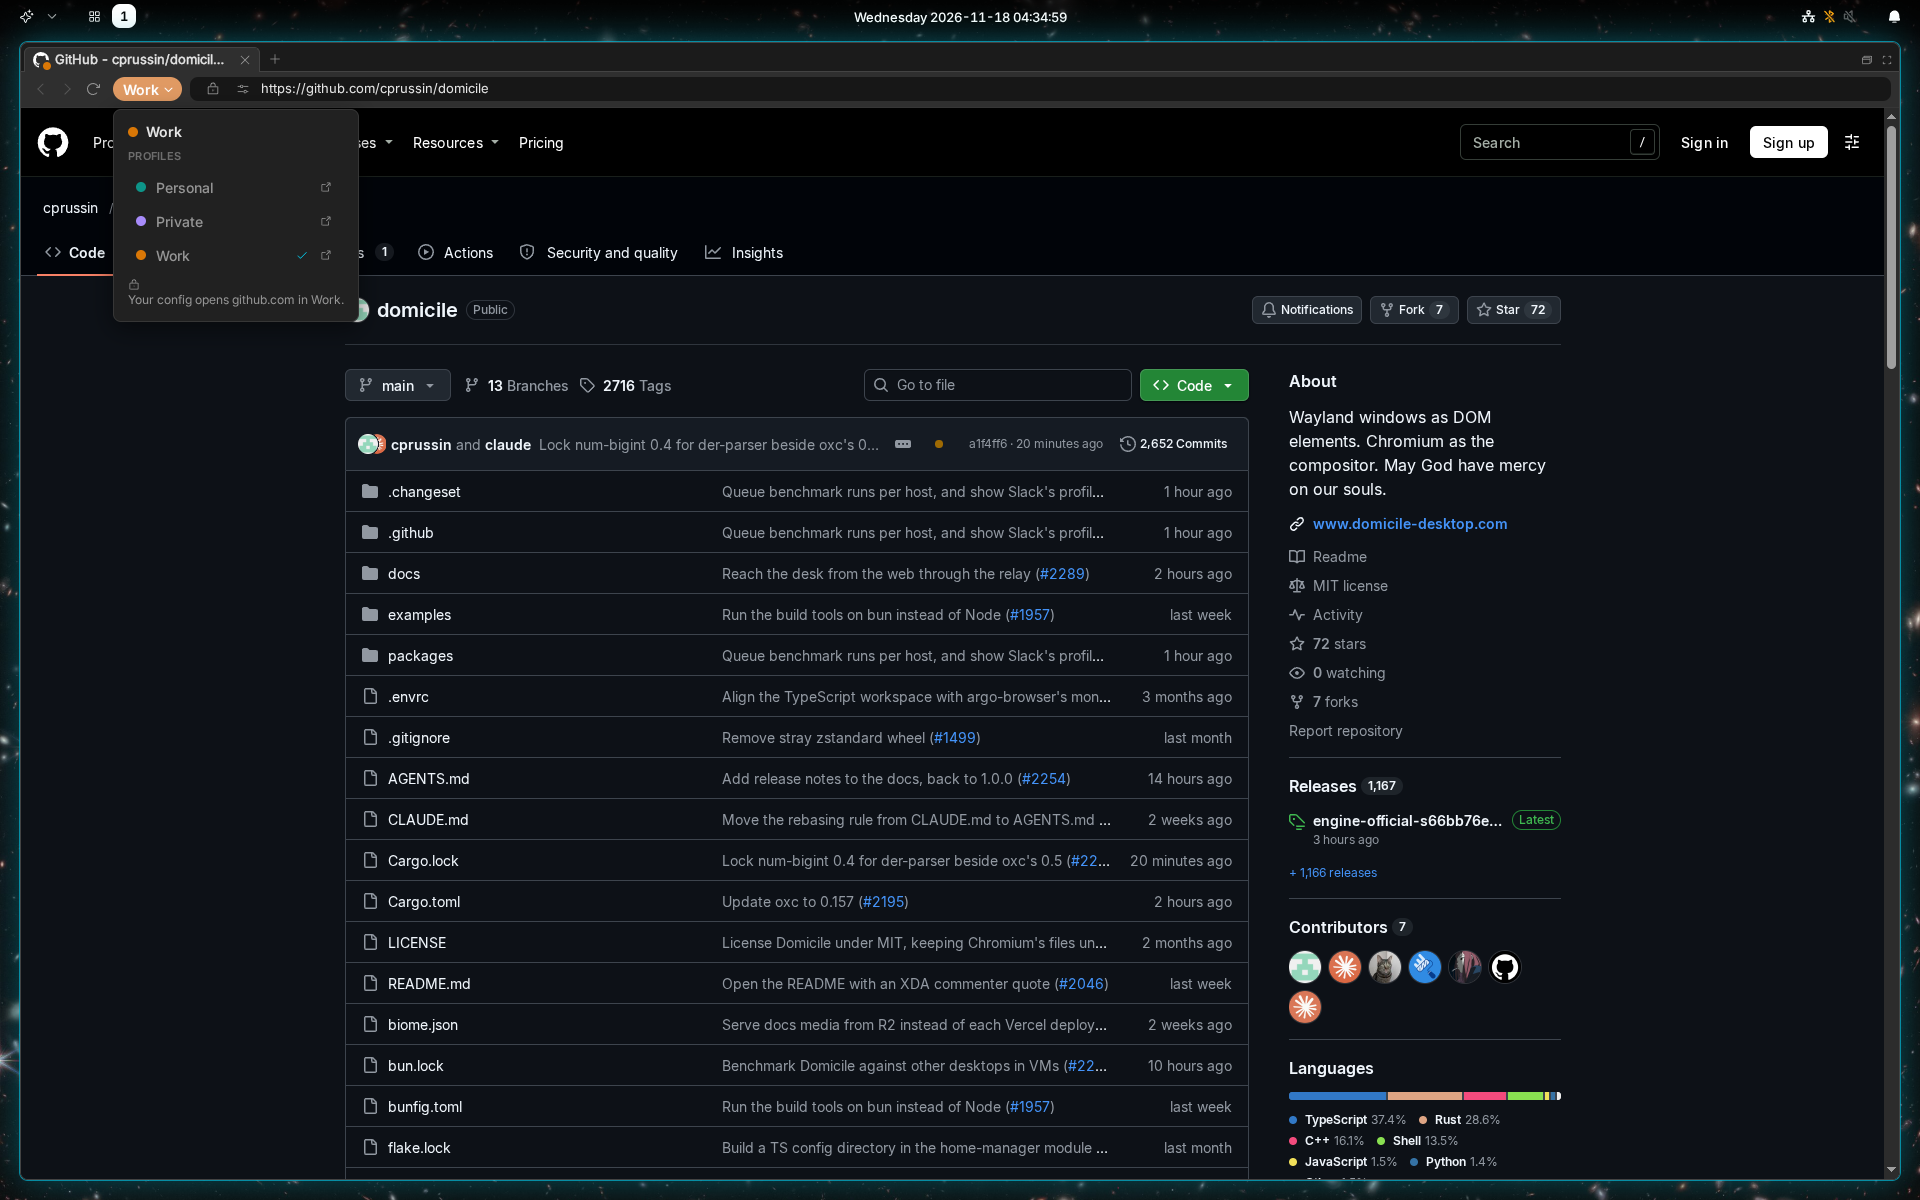 1
Wednesday 2026-11-18 04:34:59
GitHub - cprussin/domicil...
Work
https://github.com/cprussin/domicile
Work
PROFILES
Personal
Private
Work
Your config opens github.com in Work.
Resources
Pricing
Search
/
Sign in
Sign up
cprussin /
Code
1
Actions
Security and quality
Insights
domicile
Public
Notifications
Fork 7
Star 72
main
13 Branches
2716 Tags
Go to file
Code
cprussin and claude Lock num-bigint 0.4 for der-parser beside oxc's 0...
a1f4ff6 · 20 minutes ago
2,652 Commits
.changeset Queue benchmark runs per host, and show Slack's profil... 1 hour ago
.github Queue benchmark runs per host, and show Slack's profil... 1 hour ago
docs Reach the desk from the web through the relay (#2289) 2 hours ago
examples Run the build tools on bun instead of Node (#1957) last week
packages Queue benchmark runs per host, and show Slack's profil... 1 hour ago
.envrc Align the TypeScript workspace with argo-browser's mon... 3 months ago
.gitignore Remove stray zstandard wheel (#1499) last month
AGENTS.md Add release notes to the docs, back to 1.0.0 (#2254) 14 hours ago
CLAUDE.md Move the rebasing rule from CLAUDE.md to AGENTS.md ... 2 weeks ago
Cargo.lock Lock num-bigint 0.4 for der-parser beside oxc's 0.5 (#22... 20 minutes ago
Cargo.toml Update oxc to 0.157 (#2195) 2 hours ago
LICENSE License Domicile under MIT, keeping Chromium's files un... 2 months ago
README.md Open the README with an XDA commenter quote (#2046) last week
biome.json Serve docs media from R2 instead of each Vercel deploy... 2 weeks ago
bun.lock Benchmark Domicile against other desktops in VMs (#22... 10 hours ago
bunfig.toml Run the build tools on bun instead of Node (#1957) last week
flake.lock Build a TS config directory in the home-manager module ... last month
About
Wayland windows as DOM
elements. Chromium as the
compositor. May God have mercy
on our souls.
www.domicile-desktop.com
Readme
MIT license
Activity
72 stars
0 watching
7 forks
Report repository
Releases 1,167
engine-official-s66bb76e... Latest
3 hours ago
+ 1,166 releases
Contributors 7
Languages
TypeScript 37.4% Rust 28.6%
C++ 16.1% Shell 13.5%
JavaScript 1.5% Python 1.4%